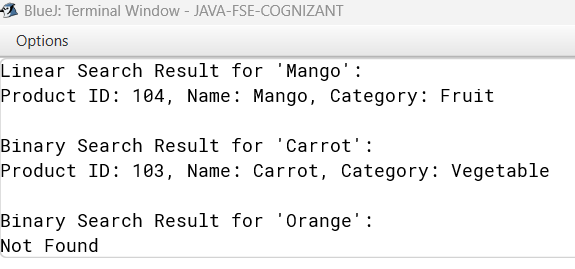 BlueJ: Terminal Window - JAVA-FSE-COGNIZANT
Options
Linear Search Result for 'Mango':
Product ID: 104, Name: Mango, Category: Fruit
Binary Search Result for 'Carrot':
Product ID: 103, Name: Carrot, Category: Vegetable
Binary Search Result for 'Orange':
Not Found